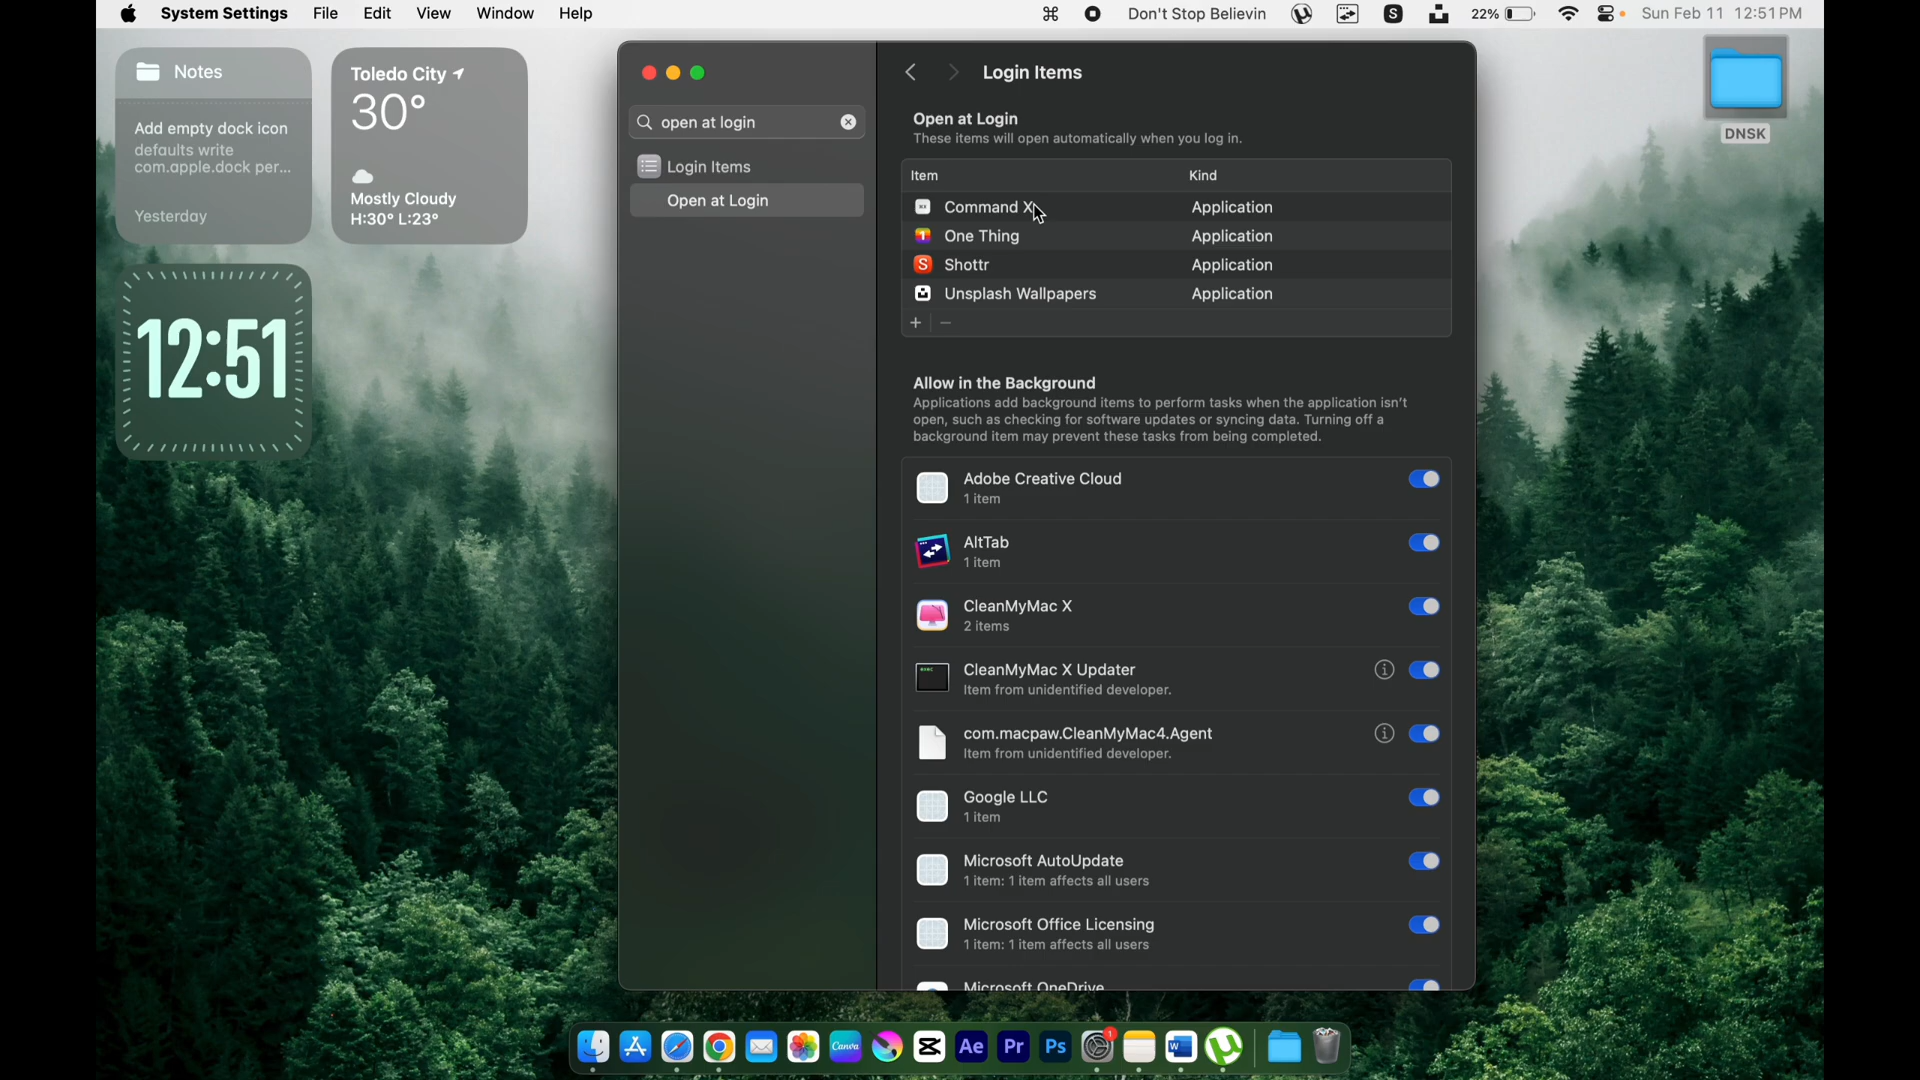 System Settings File Edit View Window Help
Don't Stop Believin S 22% Sun Feb 11 12:51 PM
Notes
Add empty dock icon
defaults write
com.apple.dock per...
Yesterday
Toledo City
30°
Mostly Cloudy
H:30° L:23°
12:51
open at login
Login Items
Open at Login
Login Items
Open at Login
These items will open automatically when you log in.
Item Kind
Command X Application
One Thing Application
Shottr Application
Unsplash Wallpapers Application
Allow in the Background
Applications add background items to perform tasks when the application isn't
open, such as checking for software updates or syncing data. Turning off a
background item may prevent these tasks from being completed.
Adobe Creative Cloud
1 item
AltTab
1 item
CleanMyMac X
2 items
CleanMyMac X Updater
Item from unidentified developer.
com.macpaw.CleanMyMac4.Agent
Item from unidentified developer.
Google LLC
1 item
Microsoft AutoUpdate
1 item: 1 item affects all users
Microsoft Office Licensing
1 item: 1 item affects all users
Microsoft OneDrive
DNSK
Canva Ae Pr Ps 1 W